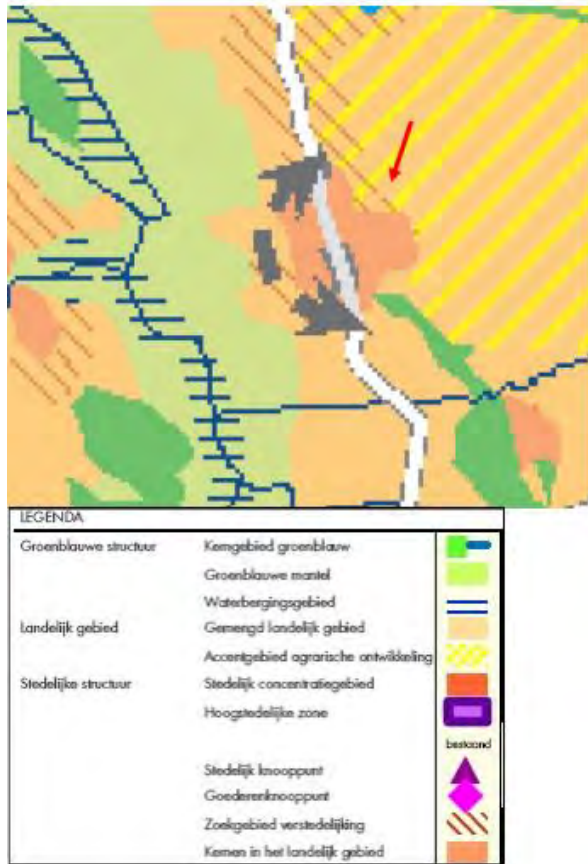 LEGENDA
Groenblauwe structuur Kerngebied groenblauw
Groenblauwe mantel
Waterbergingsgebied
Landelijk gebied Gemengd landelijk gebied
Accentgebied agrarische ontwikkeling
Stedelijke structuur Stedelijk concentratiegebied
Hoogstedelijke zone
bestaand
Stedelijk knooppunt
Goederenknooppunt
Zoekgebied verstedelijking
Kernen in het landelijk gebied